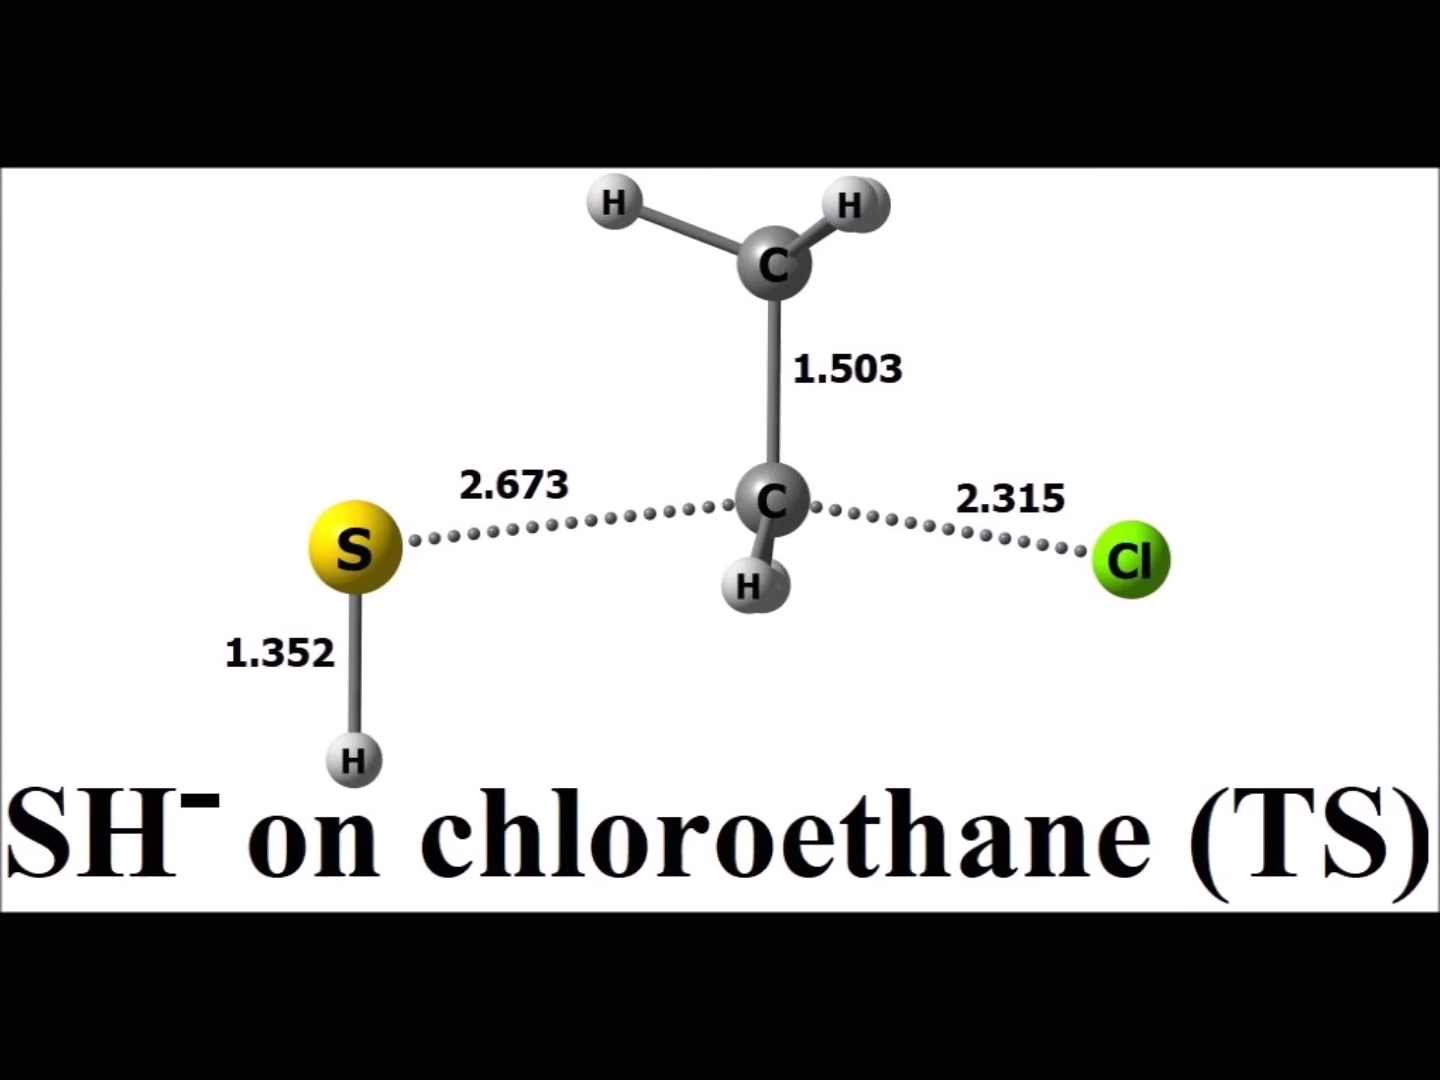 H H
C
1.503
2.673 C 2.315
S Cl
H
1.352
H
SH⁻ on chloroethane (TS)